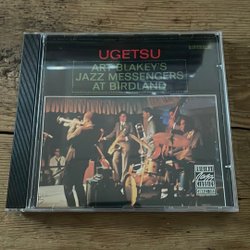 UGETSU
ART BLAKEY'S
JAZZ MESSENGERS
AT BIRDLAND